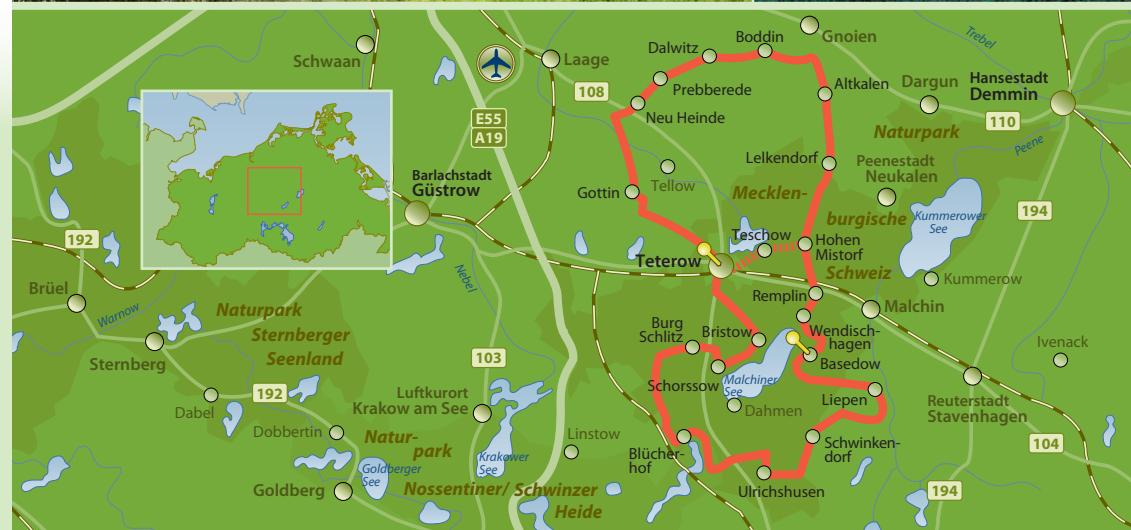 Gnoien
Boddin
Trebel
Schwaan
Dalwitz
Laage
108
Prebberede
Altkalen
Dargun
Hansestadt
Demmin
Neu Heinde
E55
A19
110
Naturpark
Peene
Lelkendorf
Peenestadt
Neukalen
Barlachstadt
Güstrow
Tellow
Gottin
Mecklen-
burgische
Schweiz
Kummerower
See
194
192
Teschow
Hohen
Mistorf
Teterow
Nebel
Kummerow
Brüel
Warnow
Naturpark
Sternberger
Seenland
Remplin
Malchin
Sternberg
Burg
Schlitz
Bristow
Wendisch-
hagen
Basedow
Ivenack
103
Schorssow
Malchiner
See
Liepen
Reuterstadt
Stavenhagen
Dabel
192
Luftkurort
Krakow am See
Dahmen
Dobbertin
Natur-
park
Nossentiner/ Schwinzer
Heide
Linstow
Blücher-
hof
Schwinken-
dorf
104
Goldberger
See
Krakower
See
Goldberg
Ulrichshusen
194